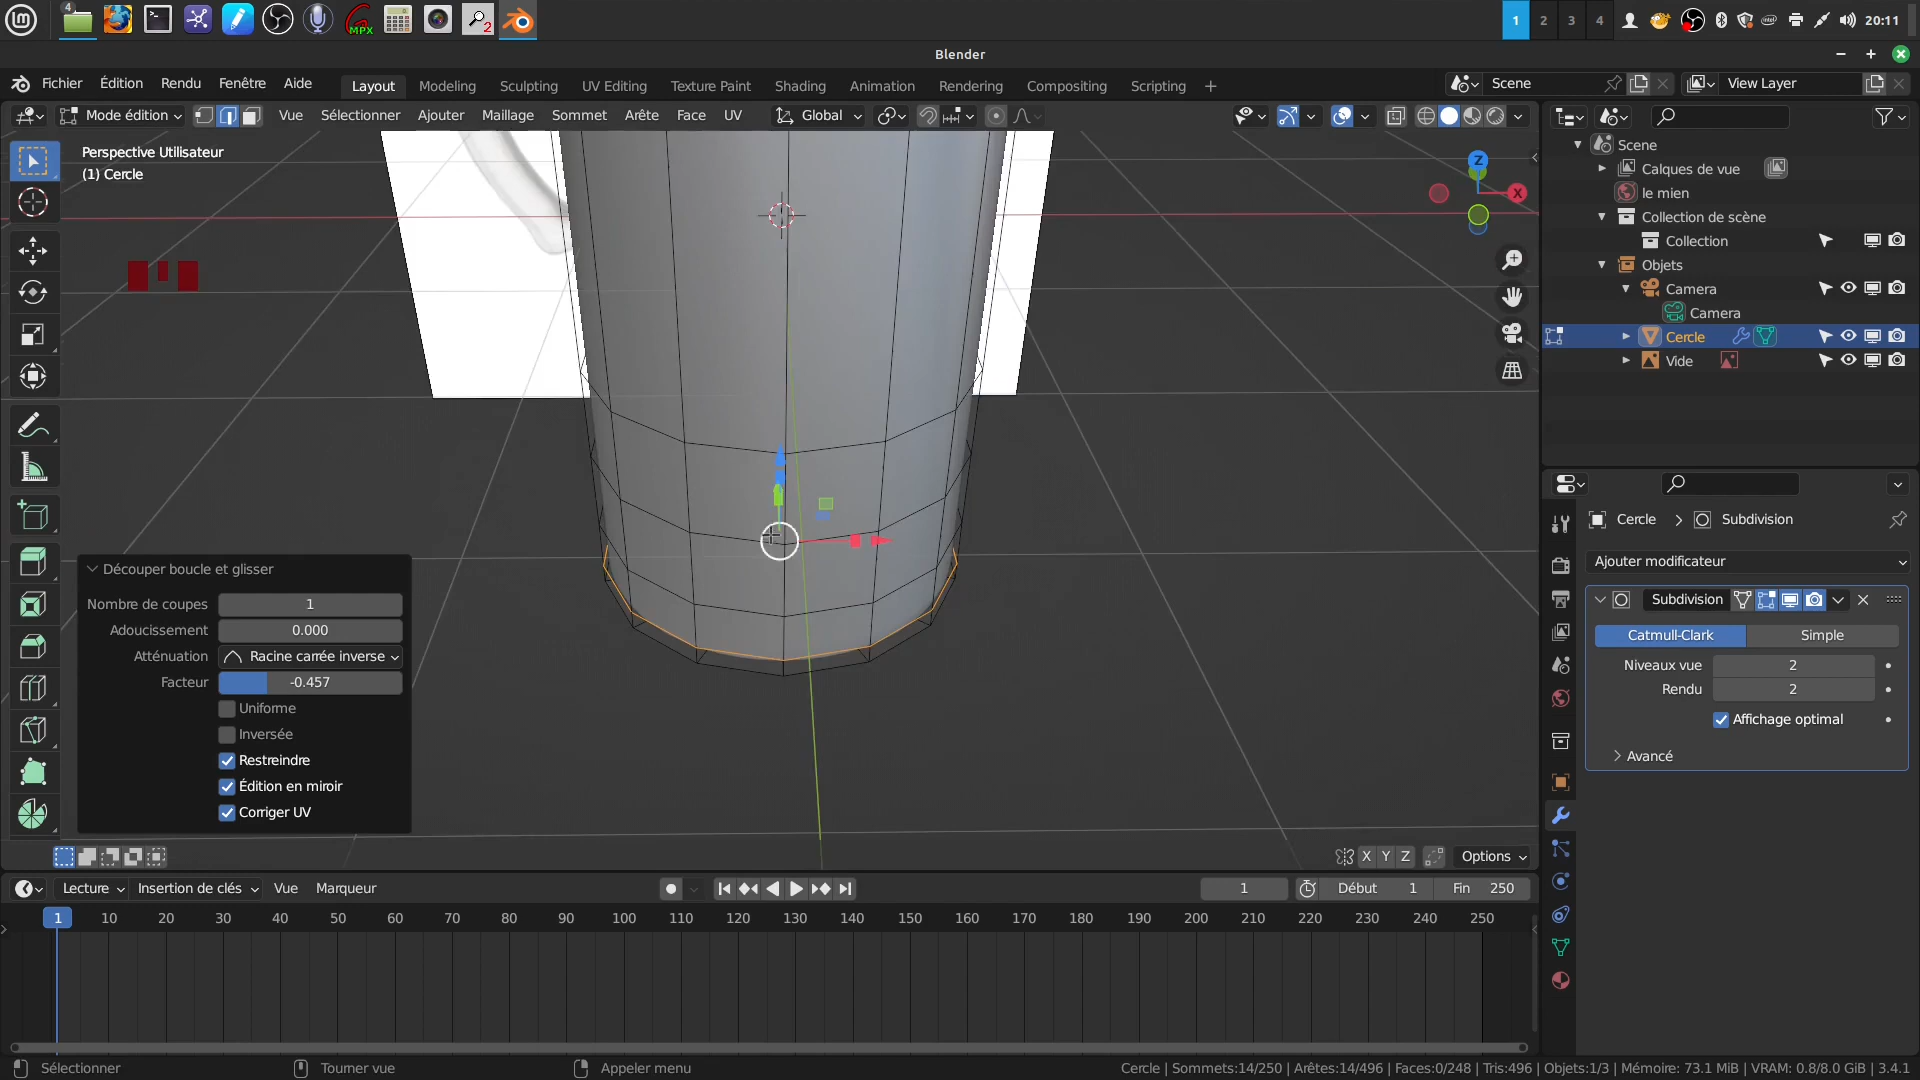 4
MPX
2
1
2
3
4
20:11
Blender
Fichier
Édition
Rendu
Fenêtre
Aide
Layout
Modeling
Sculpting
UV Editing
Texture Paint
Shading
Animation
Rendering
Compositing
Scripting
+
Scene
View Layer
Mode édition
Vue
Sélectionner
Ajouter
Maillage
Sommet
Arête
Face
UV
Global
Perspective Utilisateur
(1) Cercle
Z
X
Scene
Calques de vue
le mien
Collection de scène
Collection
Objets
Camera
Camera
Cercle
Vide
Découper boucle et glisser
Nombre de coupes 1
Adoucissement 0.000
Atténuation Racine carrée inverse
Facteur -0.457
Uniforme
Inversée
Restreindre
Édition en miroir
Corriger UV
X Y Z
Options
Cercle
Subdivision
Ajouter modificateur
Subdivision
Catmull-Clark
Simple
Niveaux vue 2
Rendu 2
Affichage optimal
Avancé
Lecture
Insertion de clés
Vue
Marqueur
1
Début 1
Fin 250
1 10 20 30 40 50 60 70 80 90 100 110 120 130 140 150 160 170 180 190 200 210 220 230 240 250
Sélectionner
Tourner vue
Appeler menu
Cercle | Sommets:14/250 | Arêtes:14/496 | Faces:0/248 | Tris:496 | Objets:1/3 | Mémoire: 73.1 MiB | VRAM: 0.8/8.0 GiB | 3.4.1